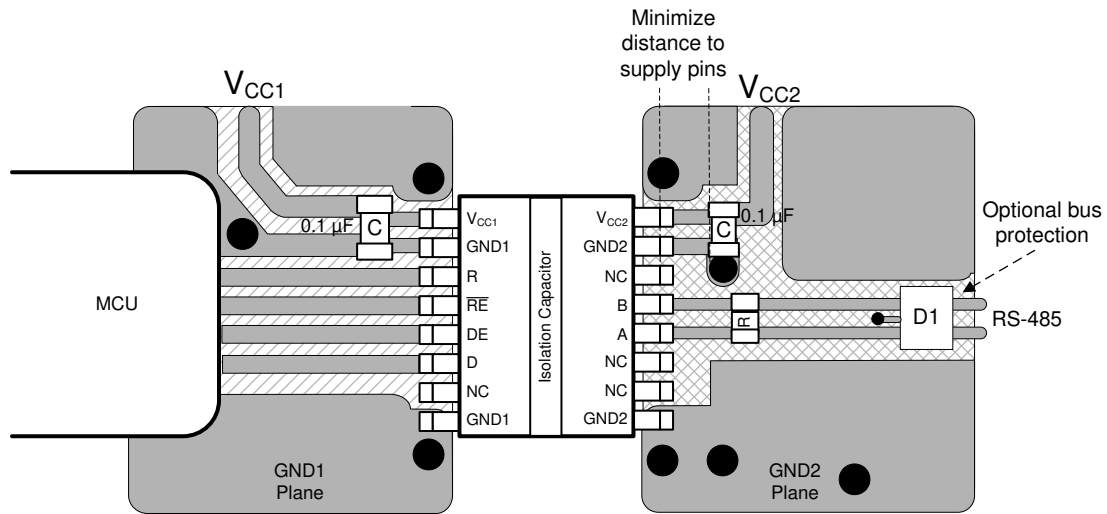 Minimize
distance to
supply pins
VCC1
VCC2
0.1 µF
C
0.1 µF
C
Optional bus
protection
MCU
VCC1
GND1
R
RE
DE
D
NC
GND1
Isolation Capacitor
VCC2
GND2
NC
B
A
NC
NC
GND2
R
D1
RS-485
GND1
Plane
GND2
Plane